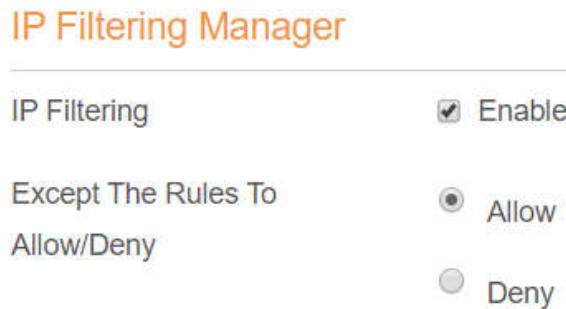 IP Filtering Manager
IP Filtering Enable
Except The Rules To
Allow/Deny
Allow
Deny